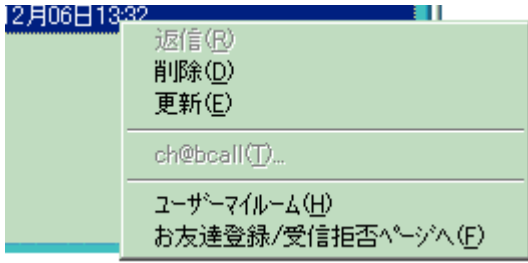 12月06日13:32
返信(R)
削除(D)
更新(E)
ch@bcall(T)...
ユーザーマイルーム(H)
お友達登録/受信拒否ページへ(F)